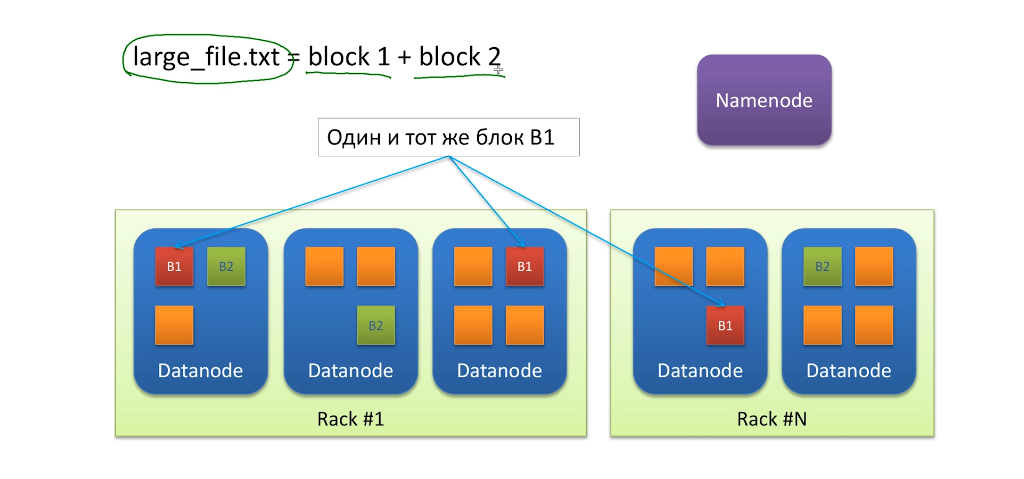 large_file.txt = block 1 + block 2
Namenode
Один и тот же блок B1
B1 B2
B2
Datanode
Datanode
B1
Datanode
Rack #1
B1
Datanode
B2
Datanode
Rack #N